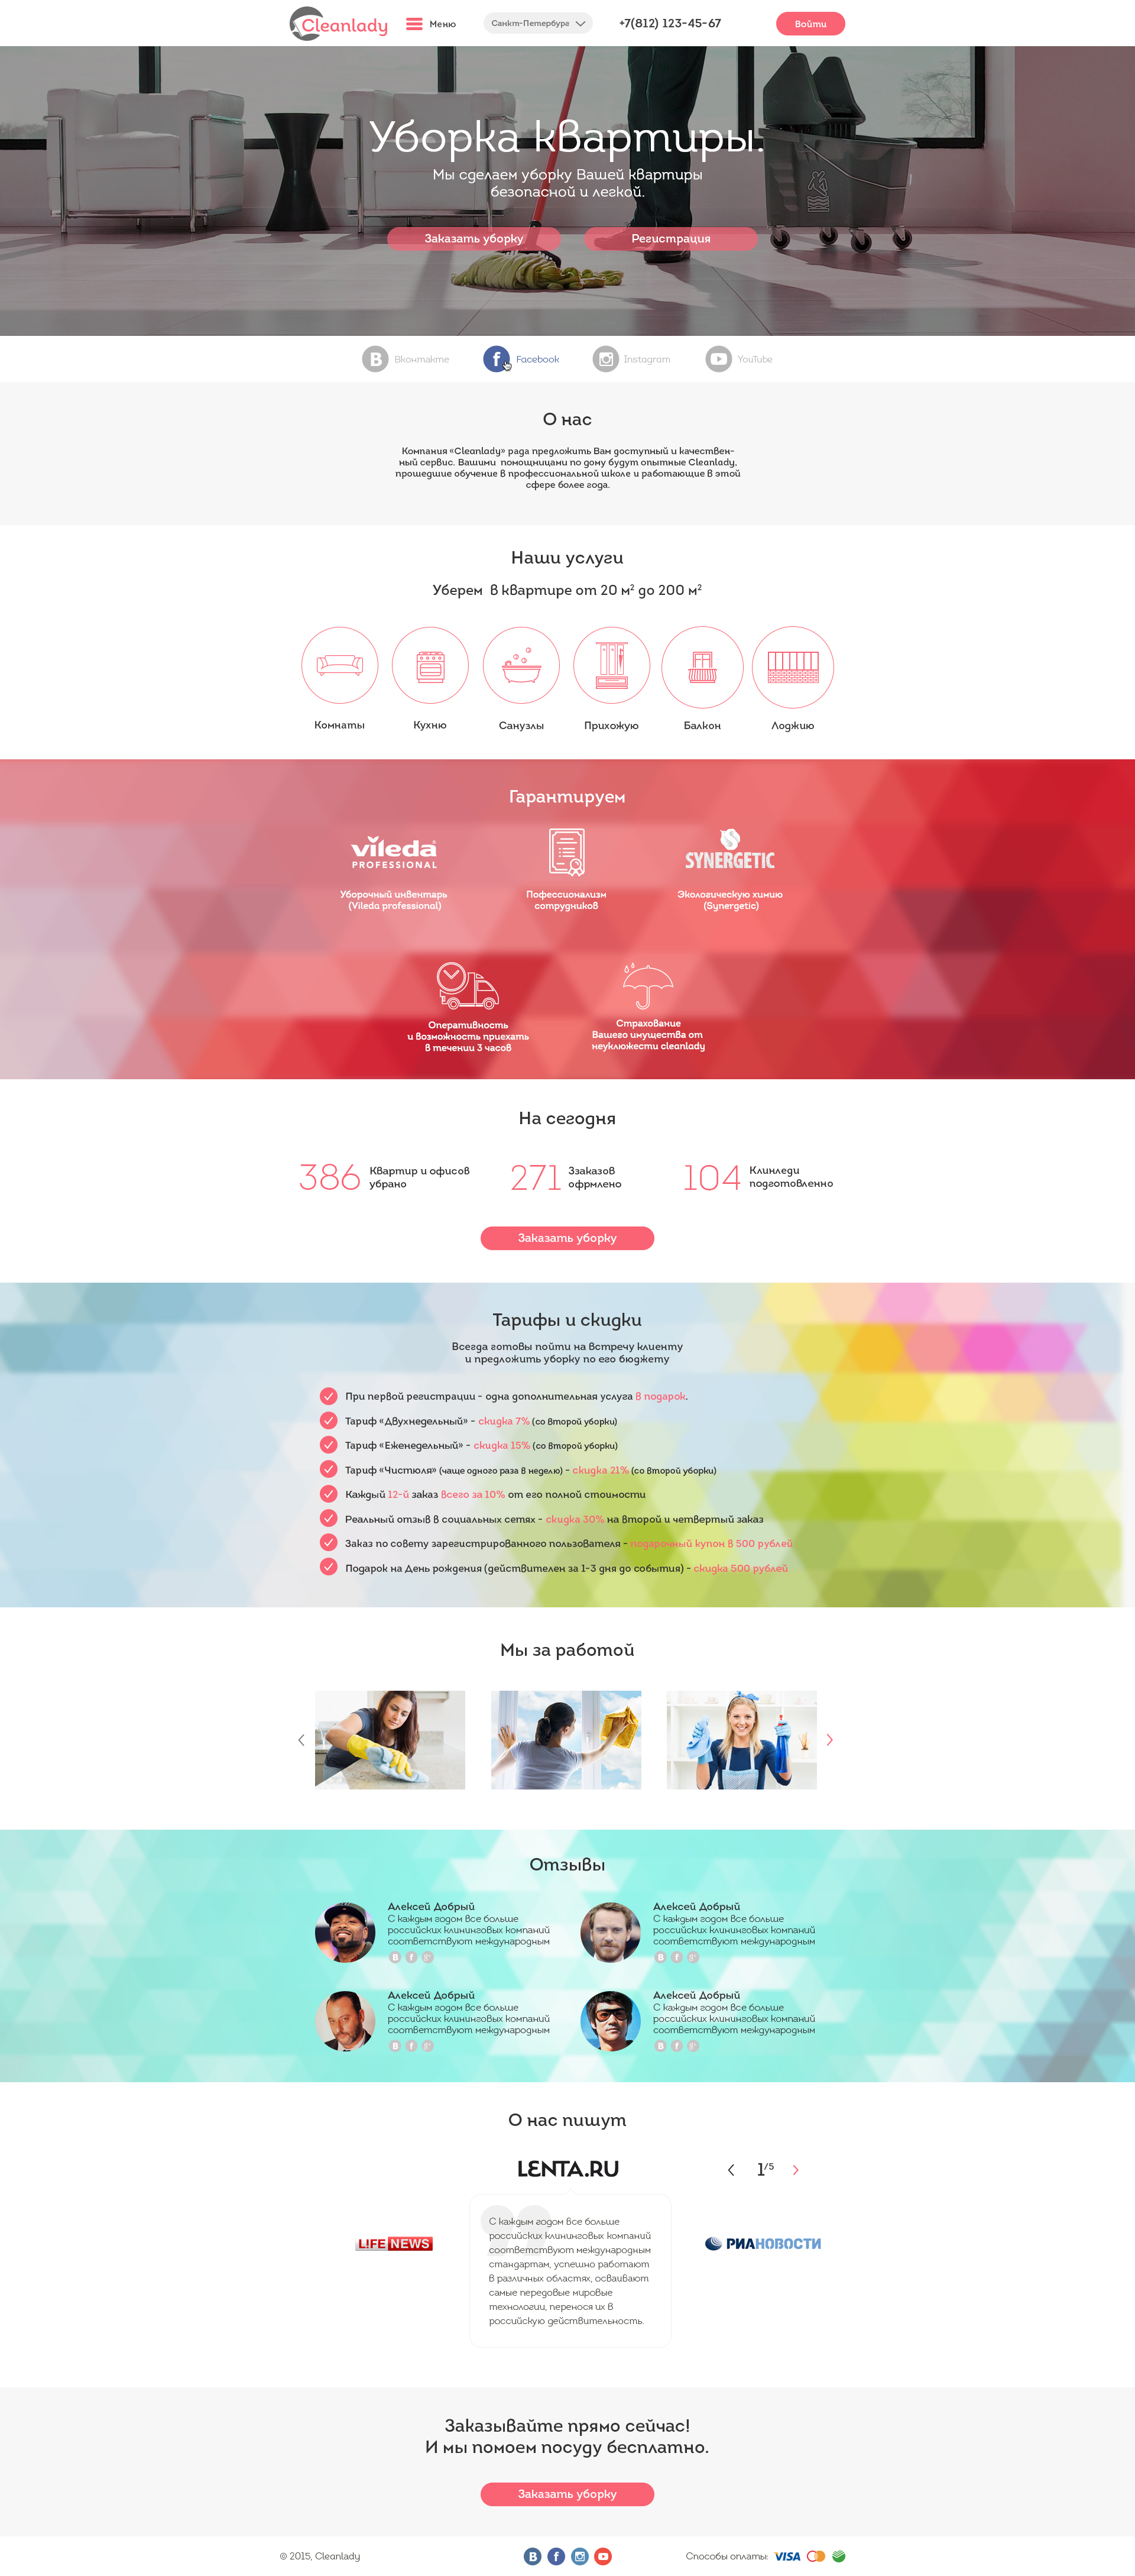 Cleanlady
Меню
Санкт-Петербург
+7(812) 123-45-67
Войти
Уборка квартиры.
Мы сделаем уборку Вашей квартиры
безопасной и легкой.
Заказать уборку
Регистрация
Вконтакте
Facebook
Instagram
YouTube
О нас
Компания «Cleanlady» рада предложить Вам доступный и качествен-
ный сервис. Вашими помощницами по дому будут опытные Cleanlady,
прошедшие обучение в профессиональной школе и работающие в этой
сфере более года.
Наши услуги
Уберем в квартире от 20 м² до 200 м²
Комнаты
Кухню
Санузлы
Прихожую
Балкон
Лоджию
Гарантируем
vileda
PROFESSIONAL
SYNERGETIC
Уборочный инвентарь
(Vileda professional)
Пофессионализм
сотрудников
Экологическую химию
(Synergetic)
Оперативность
и возможность приехать
в течении 3 часов
Страхование
Вашего имущества от
неуклюжести cleanlady
На сегодня
386
Квартир и офисов
убрано
271
Ззаказов
офрмлено
104
Клинледи
подготовленно
Заказать уборку
Тарифы и скидки
Всегда готовы пойти на встречу клиенту
и предложить уборку по его бюджету
При первой регистрации - одна дополнительная услуга в подарок.
Тариф «Двухнедельный» - скидка 7% (со второй уборки)
Тариф «Еженедельный» - скидка 15% (со второй уборки)
Тариф «Чистюля» (чаще одного раза в неделю) - скидка 21% (со второй уборки)
Каждый 12-й заказ всего за 10% от его полной стоимости
Реальный отзыв в социальных сетях - скидка 30% на второй и четвертый заказ
Заказ по совету зарегистрированного пользователя - подарочный купон в 500 рублей
Подарок на День рождения (действителен за 1-3 дня до события) - скидка 500 рублей
Мы за работой
Отзывы
Алексей Добрый
С каждым годом все больше
российских клининговых компаний
соответствуют международным
Алексей Добрый
С каждым годом все больше
российских клининговых компаний
соответствуют международным
Алексей Добрый
С каждым годом все больше
российских клининговых компаний
соответствуют международным
Алексей Добрый
С каждым годом все больше
российских клининговых компаний
соответствуют международным
О нас пишут
LENTA.RU
1/5
LIFE NEWS
С каждым годом все больше
российских клининговых компаний
соответствуют международным
стандартам, успешно работают
в различных областях, осваивают
самые передовые мировые
технологии, перенося их в
российскую действительность.
РИАНОВОСТИ
Заказывайте прямо сейчас!
И мы помоем посуду бесплатно.
Заказать уборку
© 2015, Cleanlady
Способы оплаты:
VISA